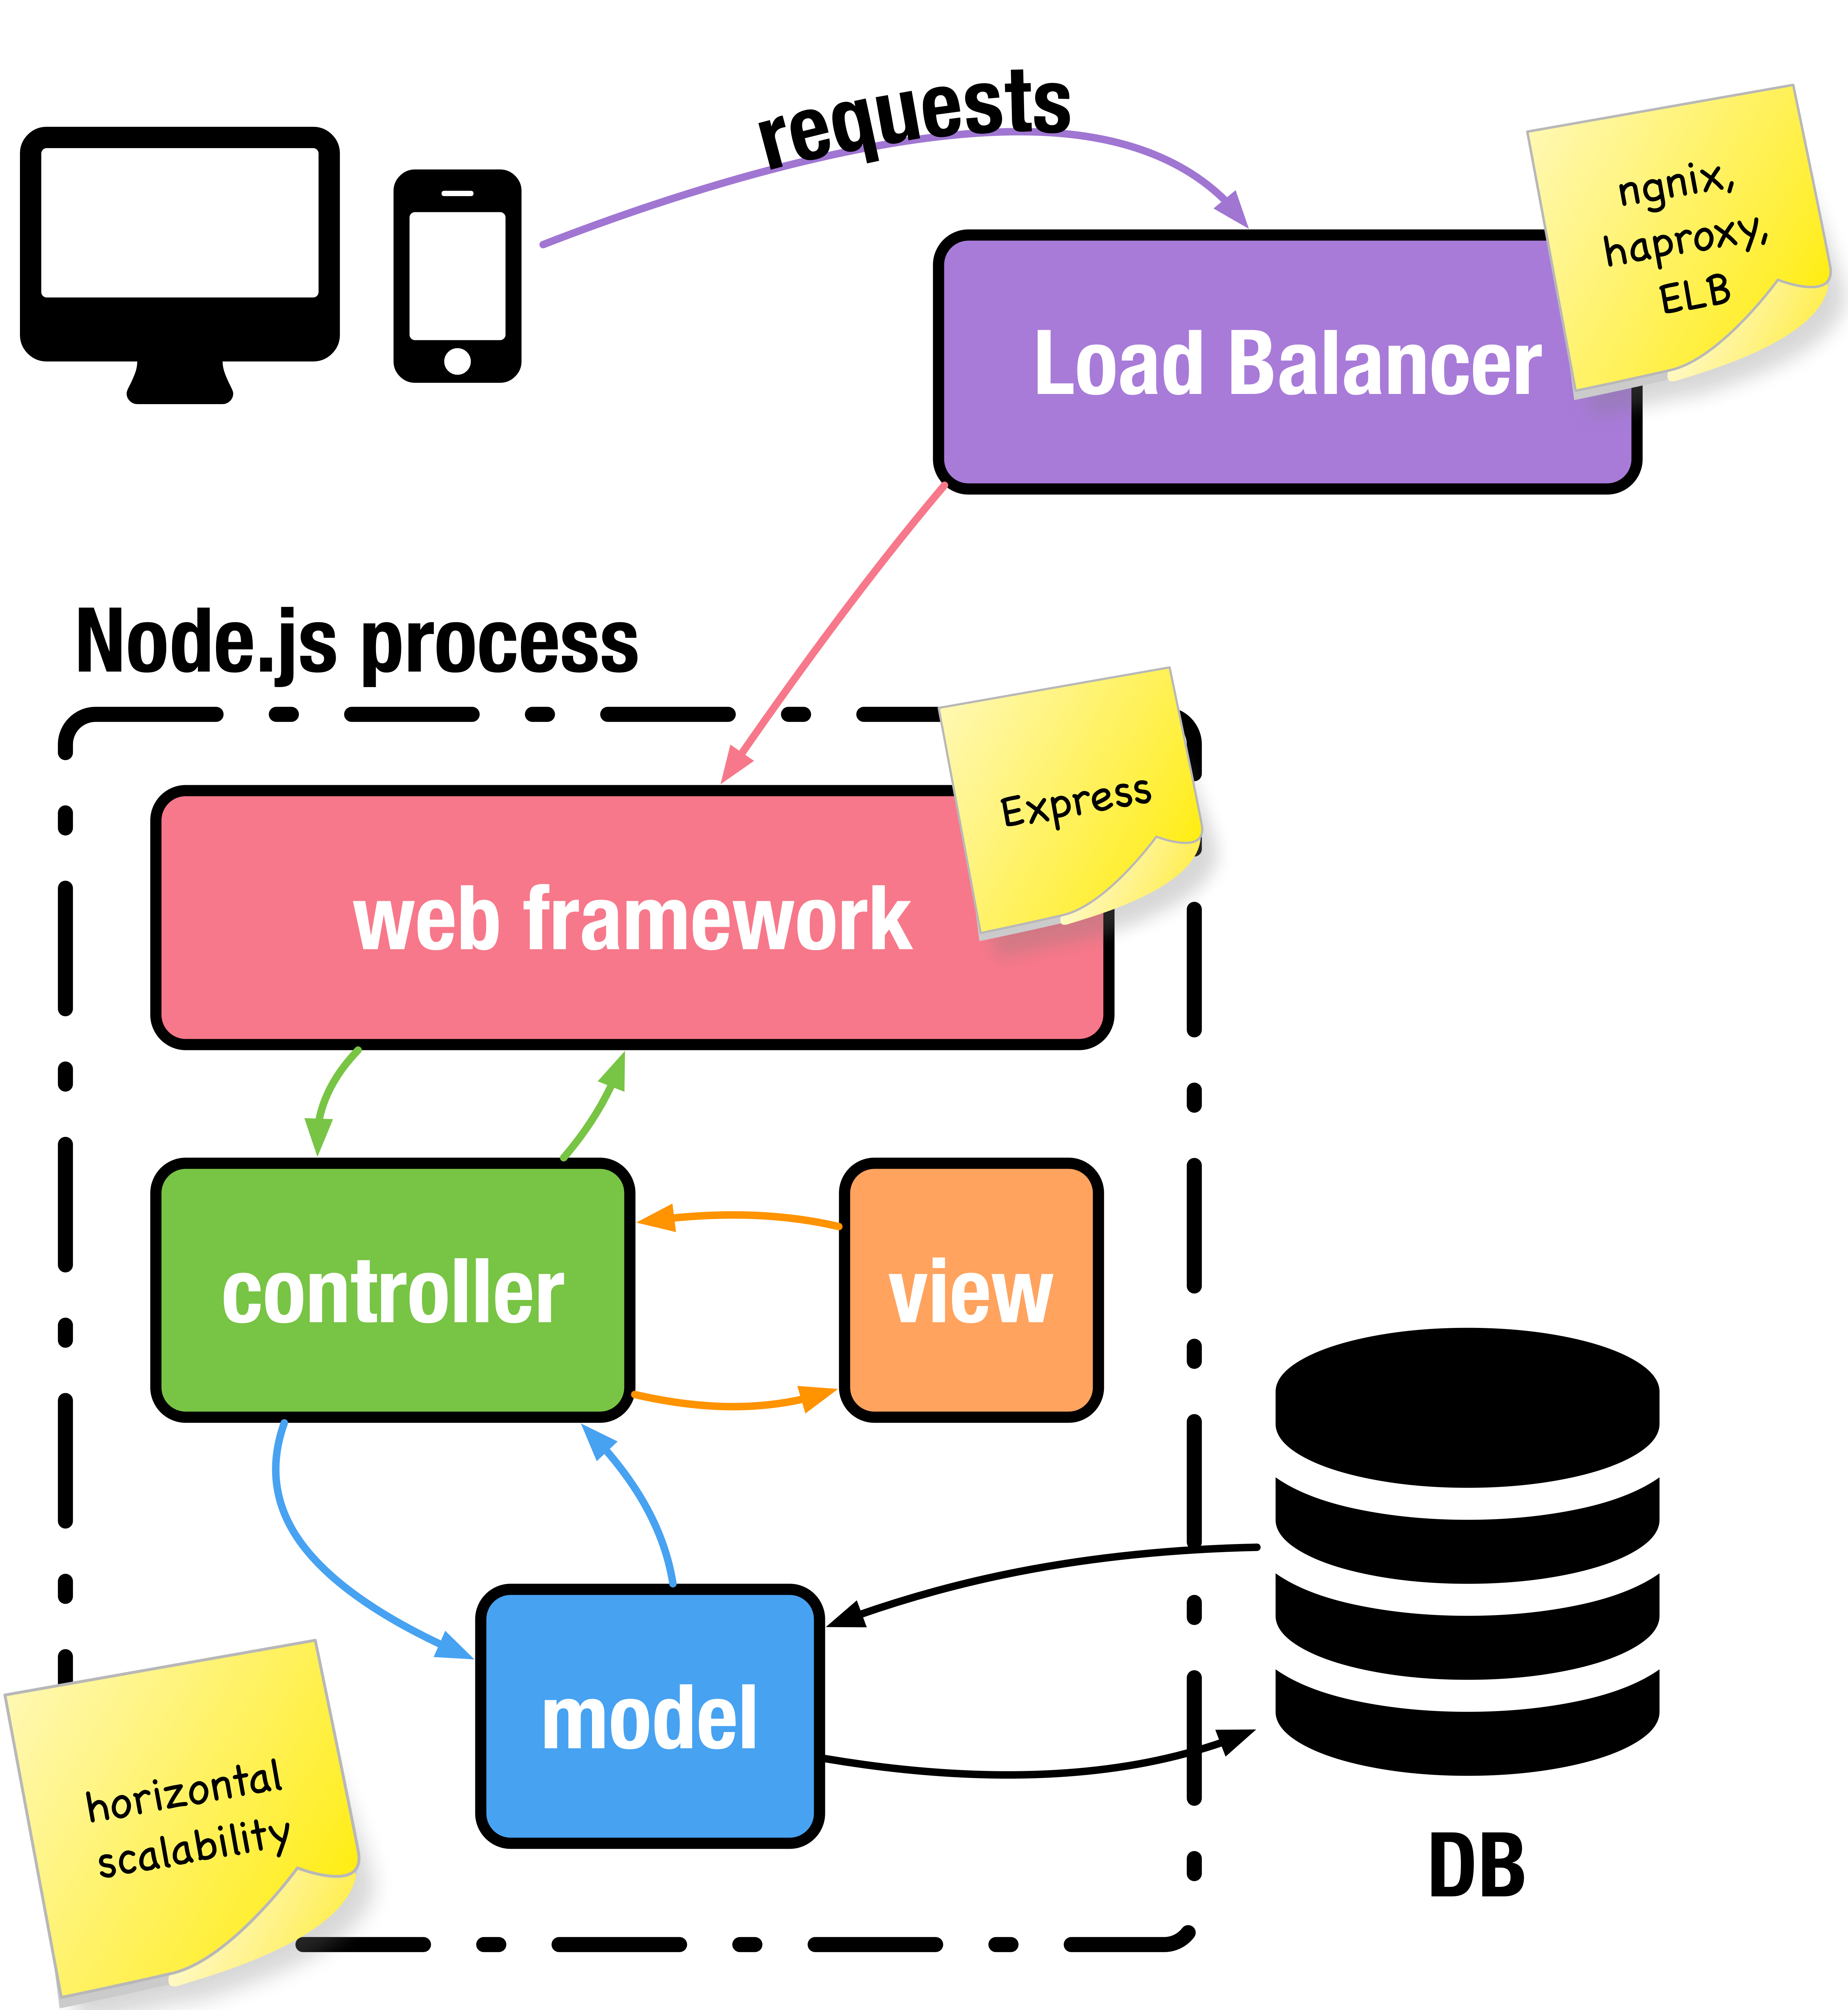 requests
ngnix,
haproxy,
ELB
Load Balancer
Node.js process
Express
web framework
controller
view
model
horizontal
scalability
DB